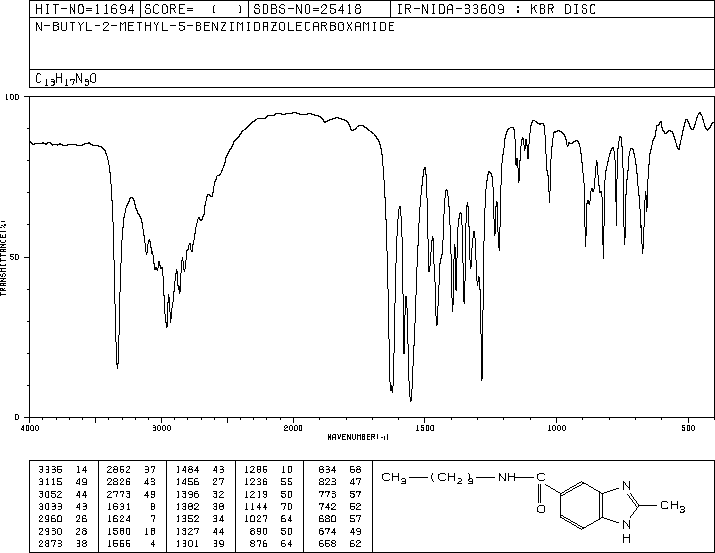 HIT-NO=11694 SCORE= ( ) SDBS-NO=25418 IR-NIDA-33609 : KBR DISC
N-BUTYL-2-METHYL-5-BENZIMIDAZOLECARBOXAMIDE
C13H17N3O
100
50
0
TRANSMITTANCE(%)
4000 3000 2000 1500 1000 500
WAVENUMBER(-1)
3335 14 2862 37 1484 43 1286 10 834 68
3115 49 2826 43 1456 27 1236 55 823 47
3052 44 2773 49 1396 32 1219 50 773 57
3033 43 1631 8 1382 38 1144 70 742 52
2960 26 1624 7 1352 34 1027 64 680 57
2930 28 1580 18 1327 44 890 50 674 49
2873 38 1555 4 1301 39 876 64 658 62
CH3 (CH2)3 NH C
O
N
CH3
N
H